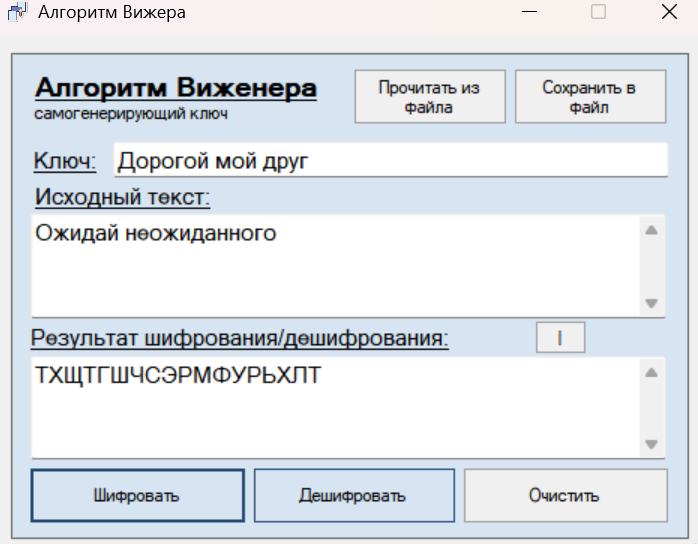 Алгоритм Вижера
Алгоритм Виженера
самогенерирующий ключ
Прочитать из
файла
Сохранить в
файл
Ключ: Дорогой мой друг
Исходный текст:
Ожидай неожиданного
Результат шифрования/дешифрования: I
ТХЩТГШЧСЭРМФУРЬХЛТ
Шифровать Дешифровать Очистить